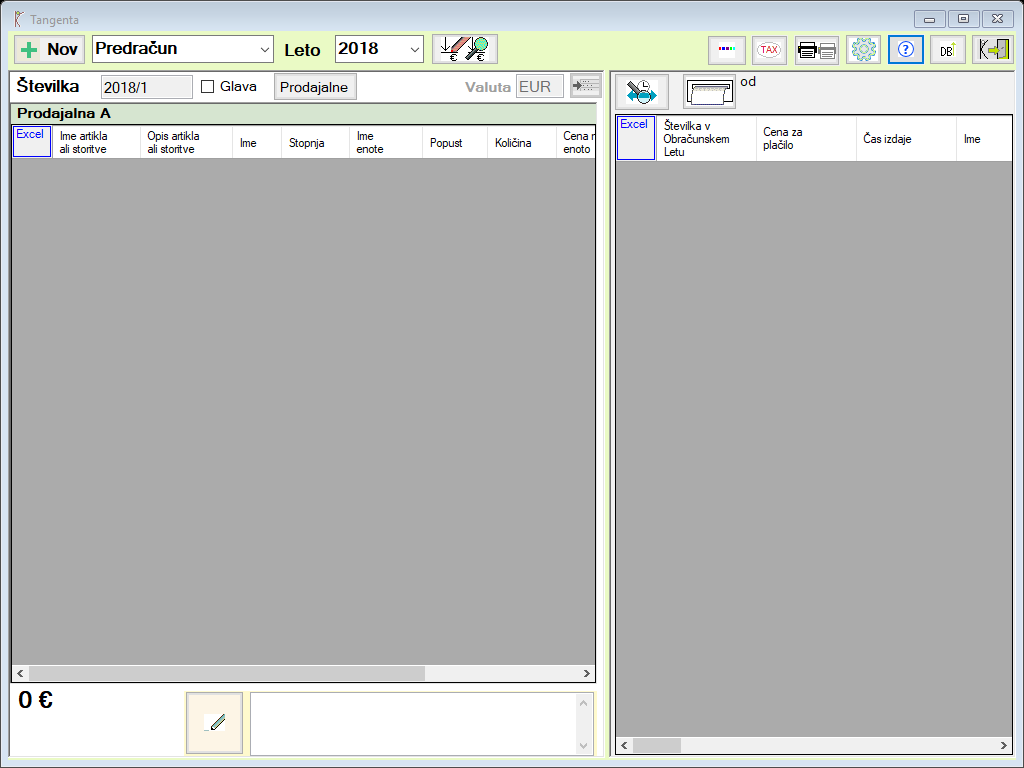 Tangenta
Nov
Predračun
Leto
2018
€ €
TAX
?
DB
Številka
2018/1
Glava
Prodajalne
Valuta
EUR
od
Prodajalna A
Excel
Ime artikla
ali storitve
Opis artikla
ali storitve
Ime
Stopnja
Ime
enote
Popust
Količina
Cena
enoto
Excel
Številka v
Obračunskem
Letu
Cena za
plačilo
Čas izdaje
Ime
0 €